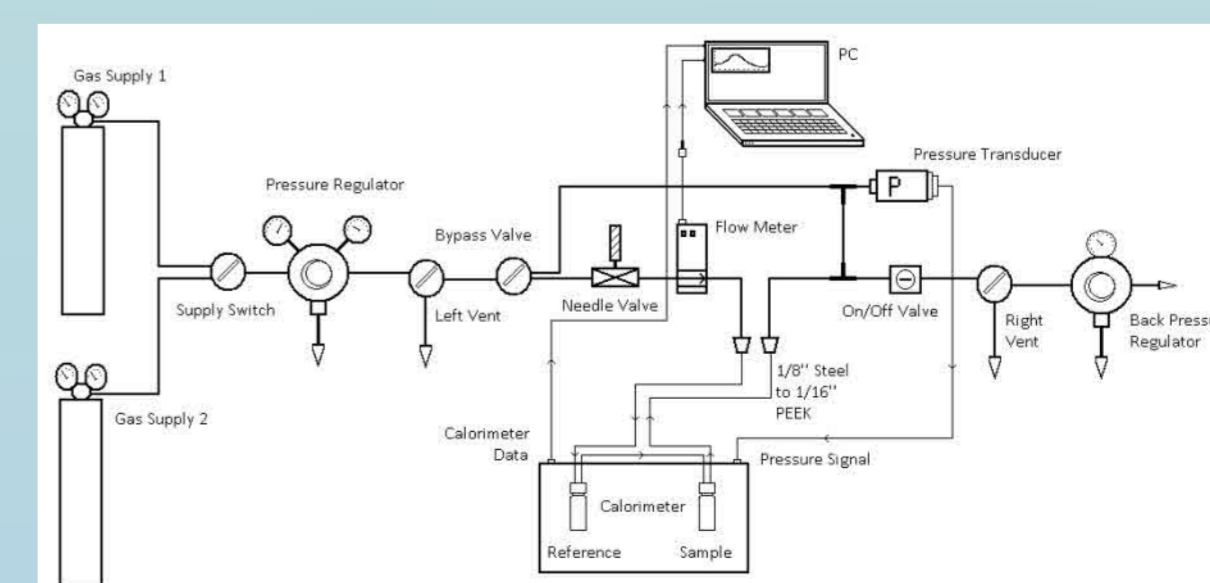 Gas Supply 1
PC
Pressure Transducer
P
Pressure Regulator
Bypass Valve
Flow Meter
Supply Switch
Left Vent
Needle Valve
On/Off Valve
Right
Vent
Back Pressu
Regulator
1/8'' Steel
to 1/16''
PEEK
Gas Supply 2
Calorimeter
Data
Pressure Signal
Calorimeter
Reference
Sample